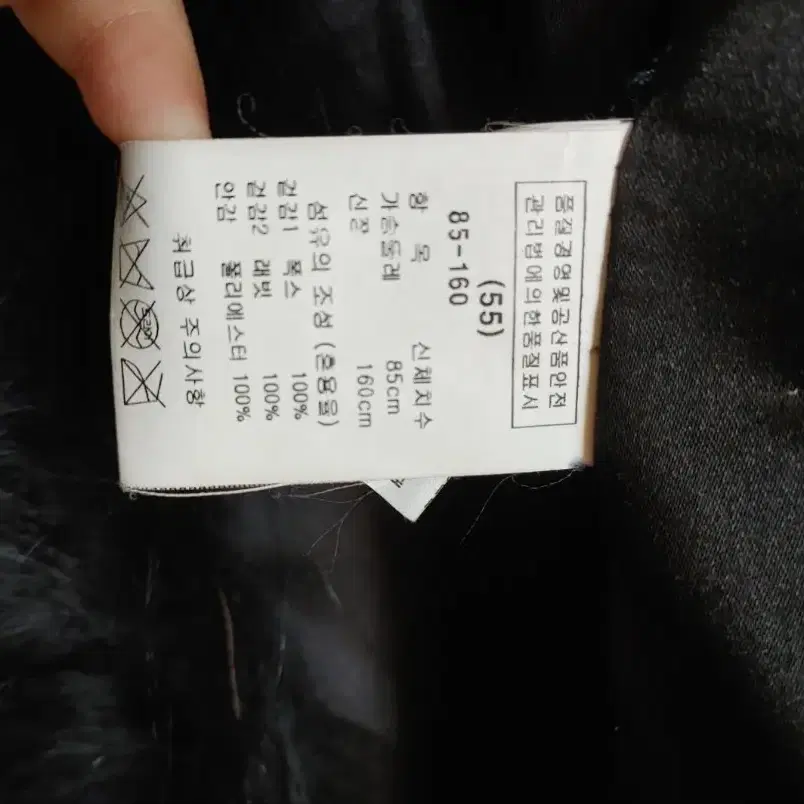 품질경영및공산품안전
관리법에의한품질표시
(55)
85-160
항 목 신체치수
가슴둘레 85cm
신장 160cm
섬유의 조성 (혼용율)
겉감1 폭스 100%
겉감2 래빗 100%
안감 폴리에스터 100%
취급상 주의사항